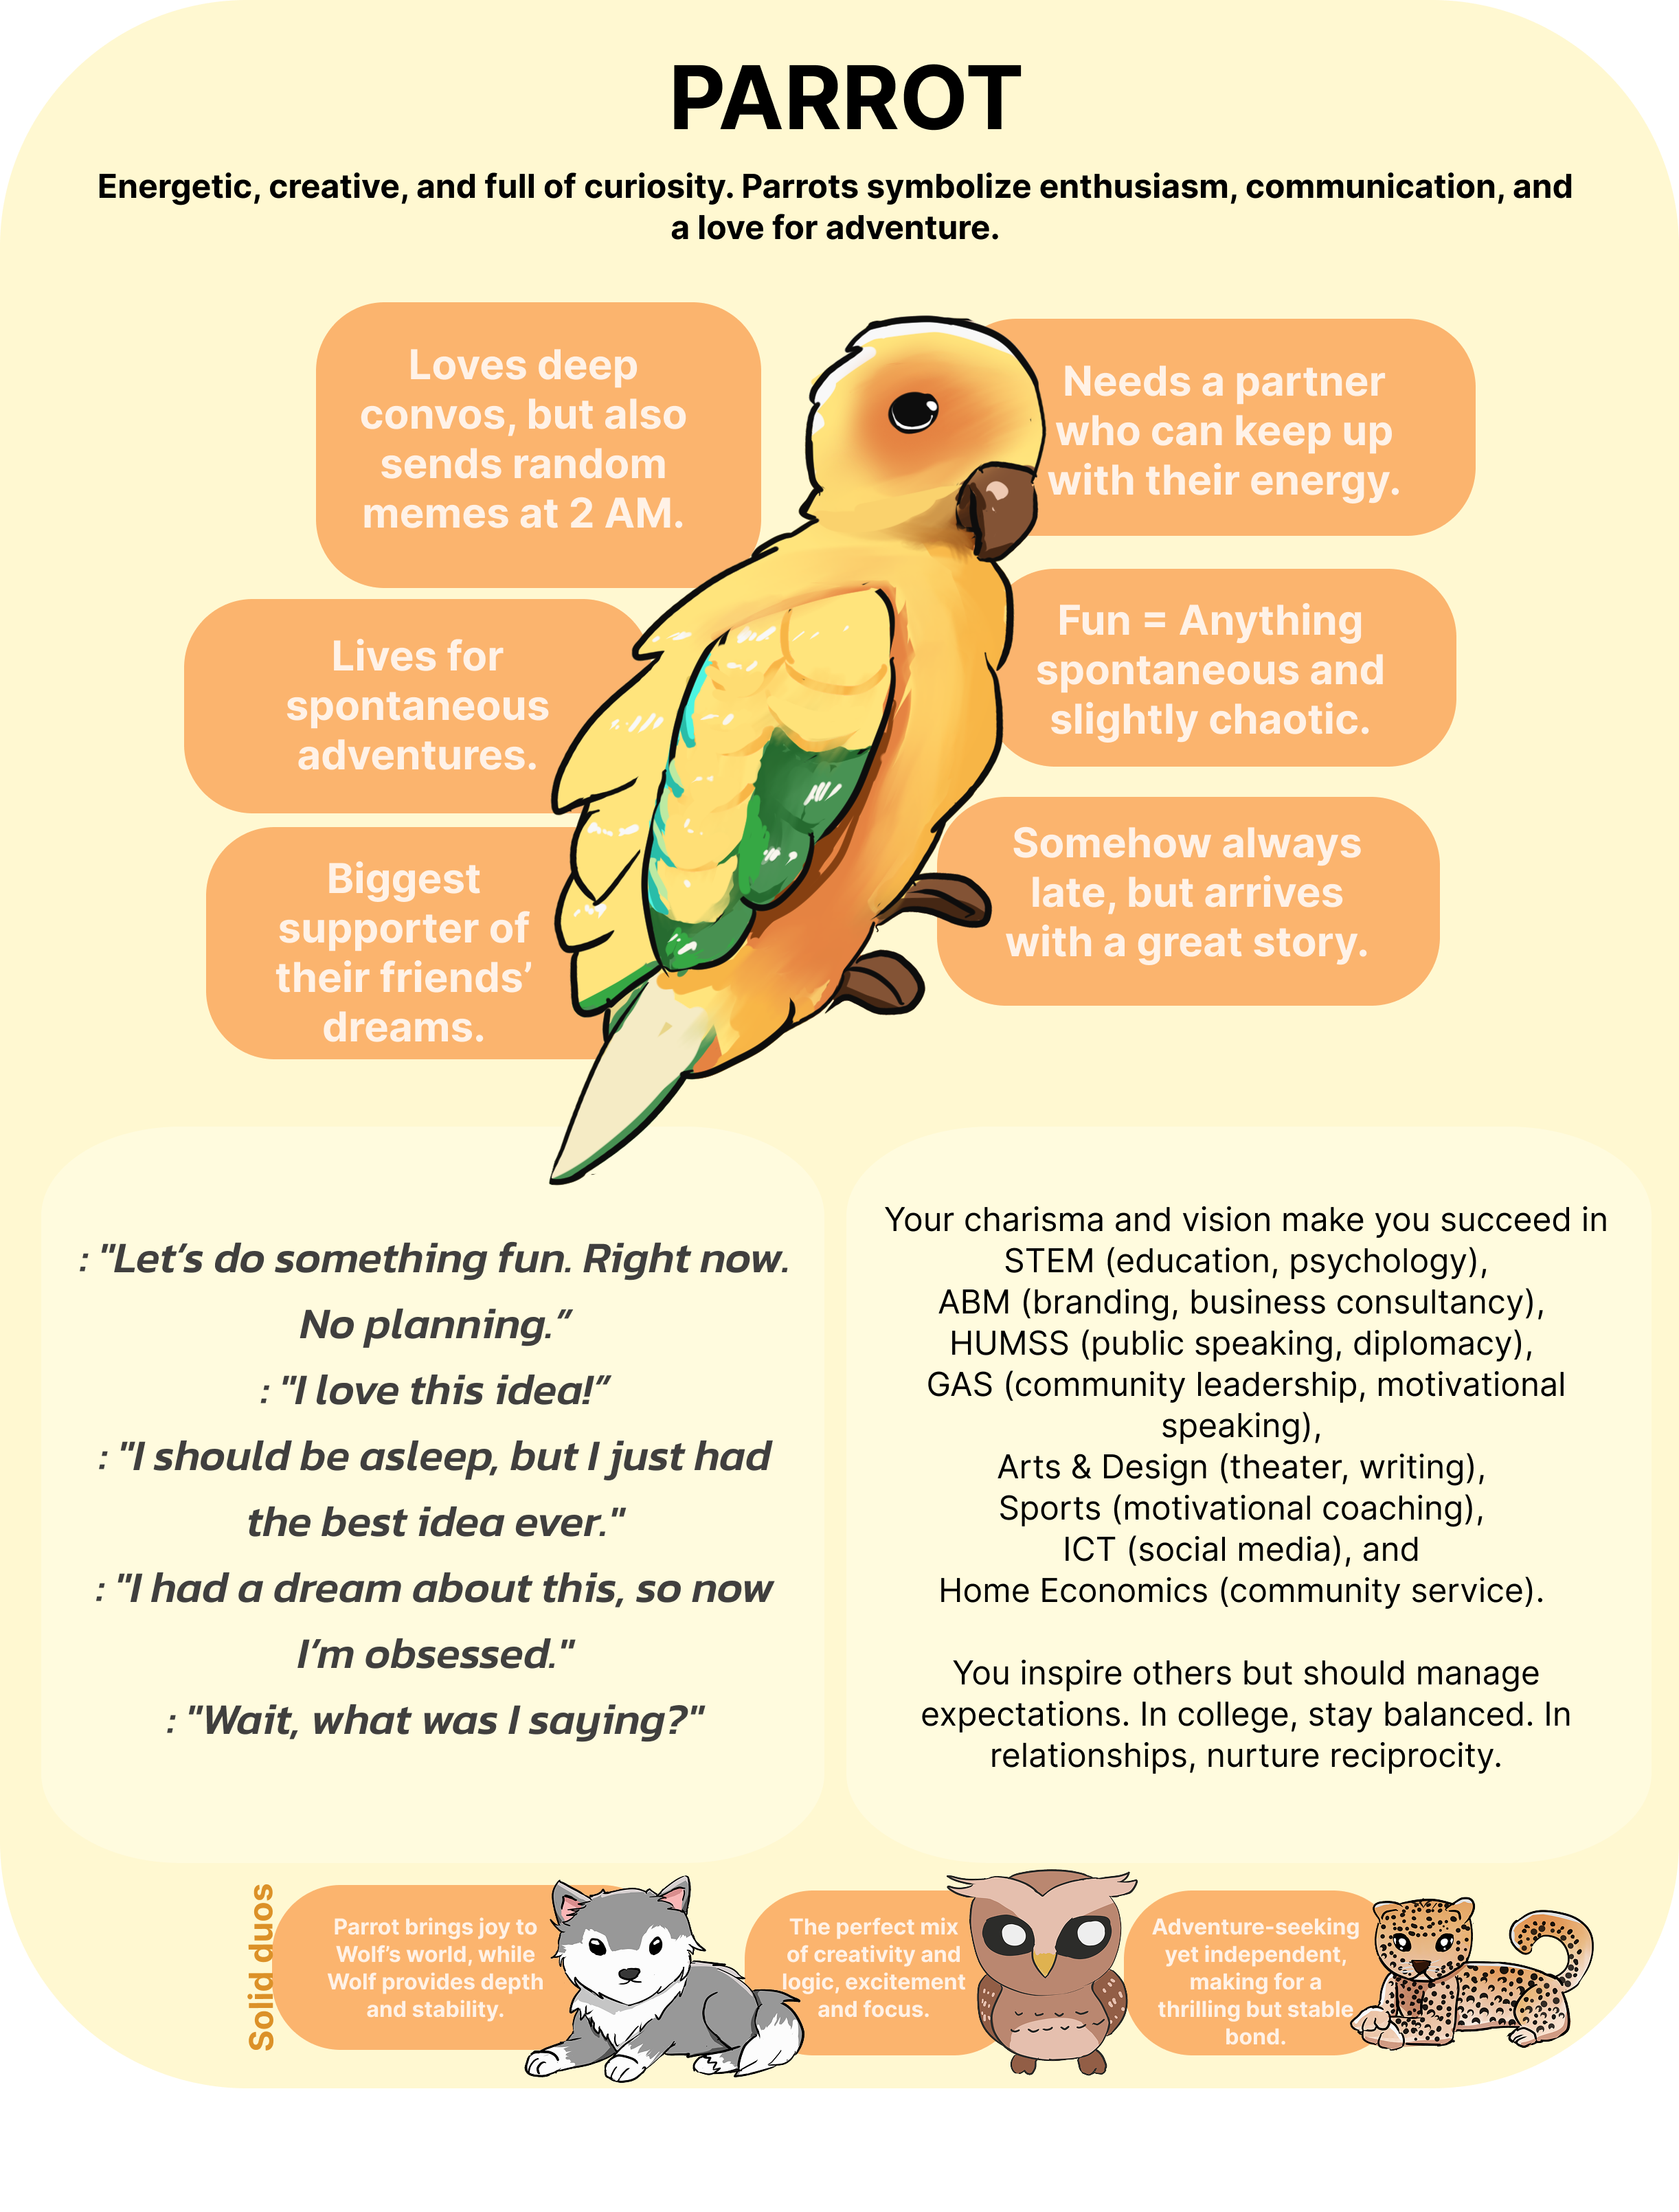 PARROT
Energetic, creative, and full of curiosity. Parrots symbolize enthusiasm, communication, and
a love for adventure.
Loves deep
convos, but also
sends random
memes at 2 AM.
Needs a partner
who can keep up
with their energy.
Lives for
spontaneous
adventures.
Fun = Anything
spontaneous and
slightly chaotic.
Biggest
supporter of
their friends’
dreams.
Somehow always
late, but arrives
with a great story.
: "Let’s do something fun. Right now.
No planning.”
: "I love this idea!”
: "I should be asleep, but I just had
the best idea ever."
: "I had a dream about this, so now
I’m obsessed."
: "Wait, what was I saying?"
Your charisma and vision make you succeed in
STEM (education, psychology),
ABM (branding, business consultancy),
HUMSS (public speaking, diplomacy),
GAS (community leadership, motivational
speaking),
Arts & Design (theater, writing),
Sports (motivational coaching),
ICT (social media), and
Home Economics (community service).
You inspire others but should manage
expectations. In college, stay balanced. In
relationships, nurture reciprocity.
Solid duos
Parrot brings joy to
Wolf’s world, while
Wolf provides depth
and stability.
The perfect mix
of creativity and
logic, excitement
and focus.
Adventure-seeking
yet independent,
making for a
thrilling but stable
bond.